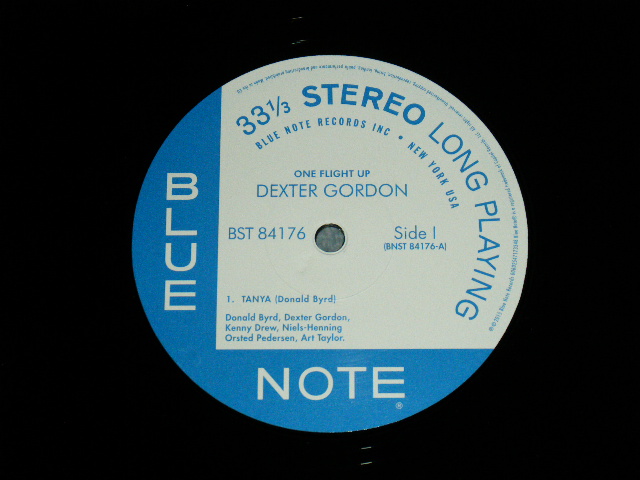 33⅓ STEREO LONG PLAYING
BLUE NOTE RECORDS INC • NEW YORK USA
ONE FLIGHT UP
DEXTER GORDON
BST 84176
Side I
(BNST 84176-A)
1. TANYA (Donald Byrd)
Donald Byrd, Dexter Gordon,
Kenny Drew, Niels-Henning
Orsted Pedersen, Art Taylor.
BLUE
NOTE®